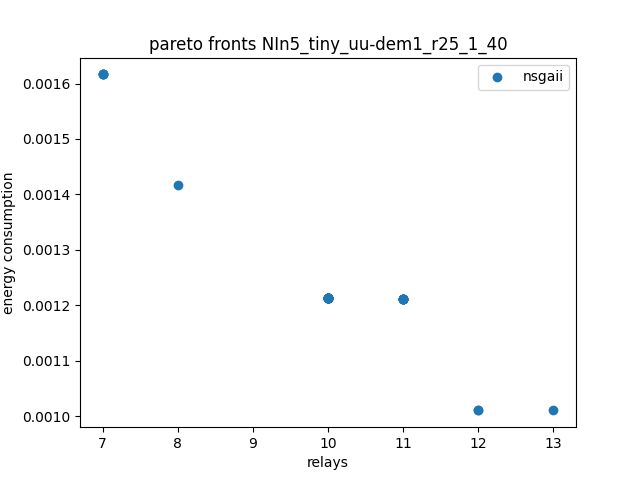 pareto fronts NIn5_tiny_uu-dem1_r25_1_40
nsgaii
energy consumption
0.0016
0.0015
0.0014
0.0013
0.0012
0.0011
0.0010
7 8 9 10 11 12 13
relays